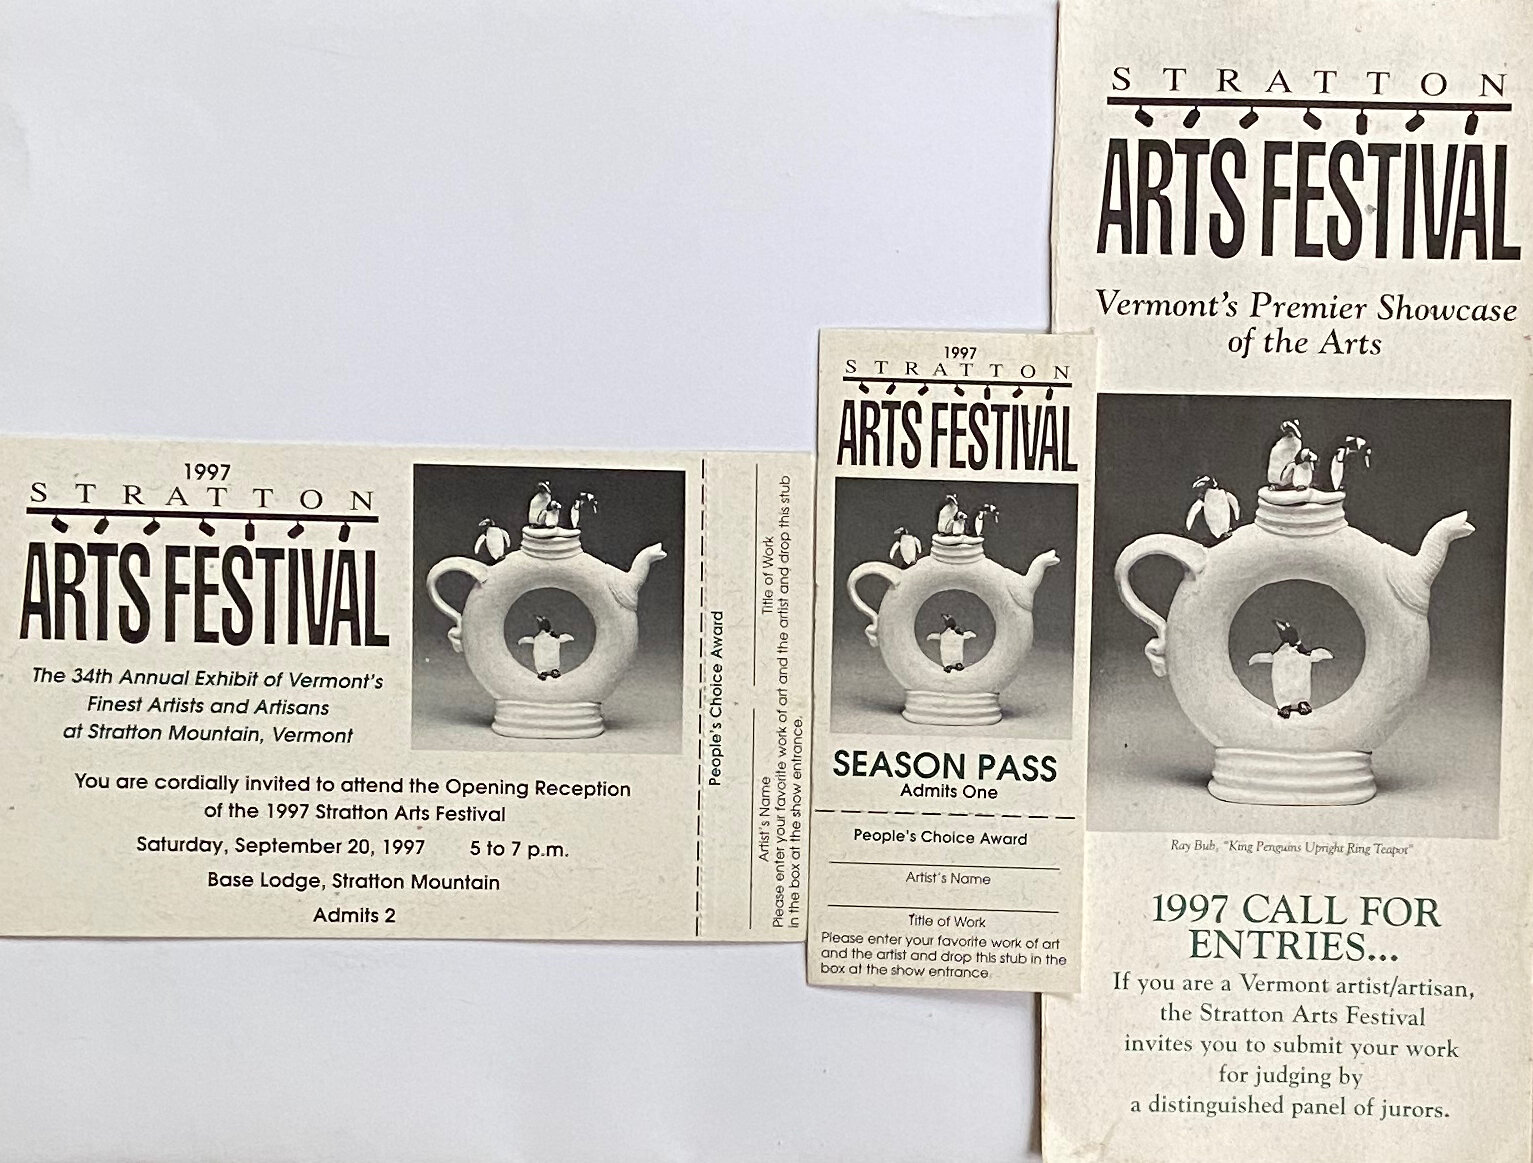 1997
STRATTON
ARTS FESTIVAL
The 34th Annual Exhibit of Vermont's
Finest Artists and Artisans
at Stratton Mountain, Vermont
You are cordially invited to attend the Opening Reception
of the 1997 Stratton Arts Festival
Saturday, September 20, 1997 5 to 7 p.m.
Base Lodge, Stratton Mountain
Admits 2
People's Choice Award
Artist's Name
Title of Work
Please enter your favorite work of art and the artist and drop this stub
in the box at the show entrance.
1997
STRATTON
ARTS FESTIVAL
SEASON PASS
Admits One
People's Choice Award
Artist's Name
Title of Work
Please enter your favorite work of art
and the artist and drop this stub in the
box at the show entrance.
STRATTON
ARTS FESTIVAL
Vermont's Premier Showcase
of the Arts
Ray Bub, "King Penguins Upright Ring Teapot"
1997 CALL FOR
ENTRIES...
If you are a Vermont artist/artisan,
the Stratton Arts Festival
invites you to submit your work
for judging by
a distinguished panel of jurors.